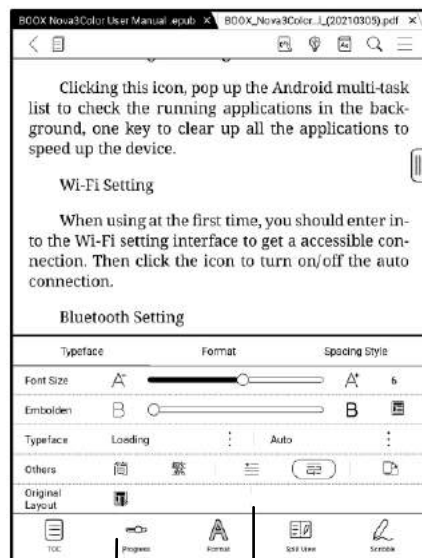 BOOX Nova3Color User Manual .epub × BOOX_Nova3Color...l_(20210305).pdf ×
Clicking this icon, pop up the Android multi-task
list to check the running applications in the back-
ground, one key to clear up all the applications to
speed up the device.
Wi-Fi Setting
When using at the first time, you should enter in-
to the Wi-Fi setting interface to get a accessible con-
nection. Then click the icon to turn on/off the auto
connection.
Bluetooth Setting
Typeface Format Spacing Style
Font Size A- A+ 6
Embolden B B
Typeface Loading Auto
Others 简 繁
Original
Layout
TOC Progress Format Split View Scribble